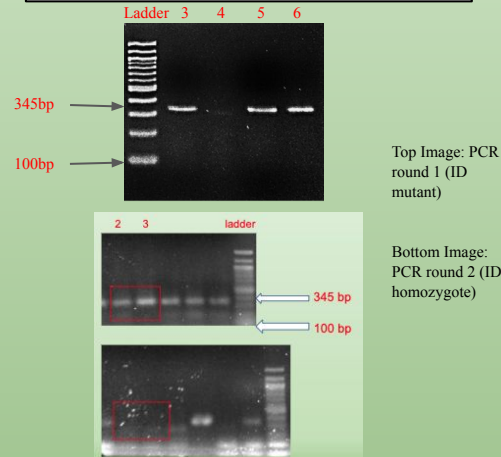 Ladder 3 4 5 6
345bp
100bp
Top Image: PCR
round 1 (ID
mutant)
2 3 ladder
345 bp
100 bp
Bottom Image:
PCR round 2 (ID
homozygote)